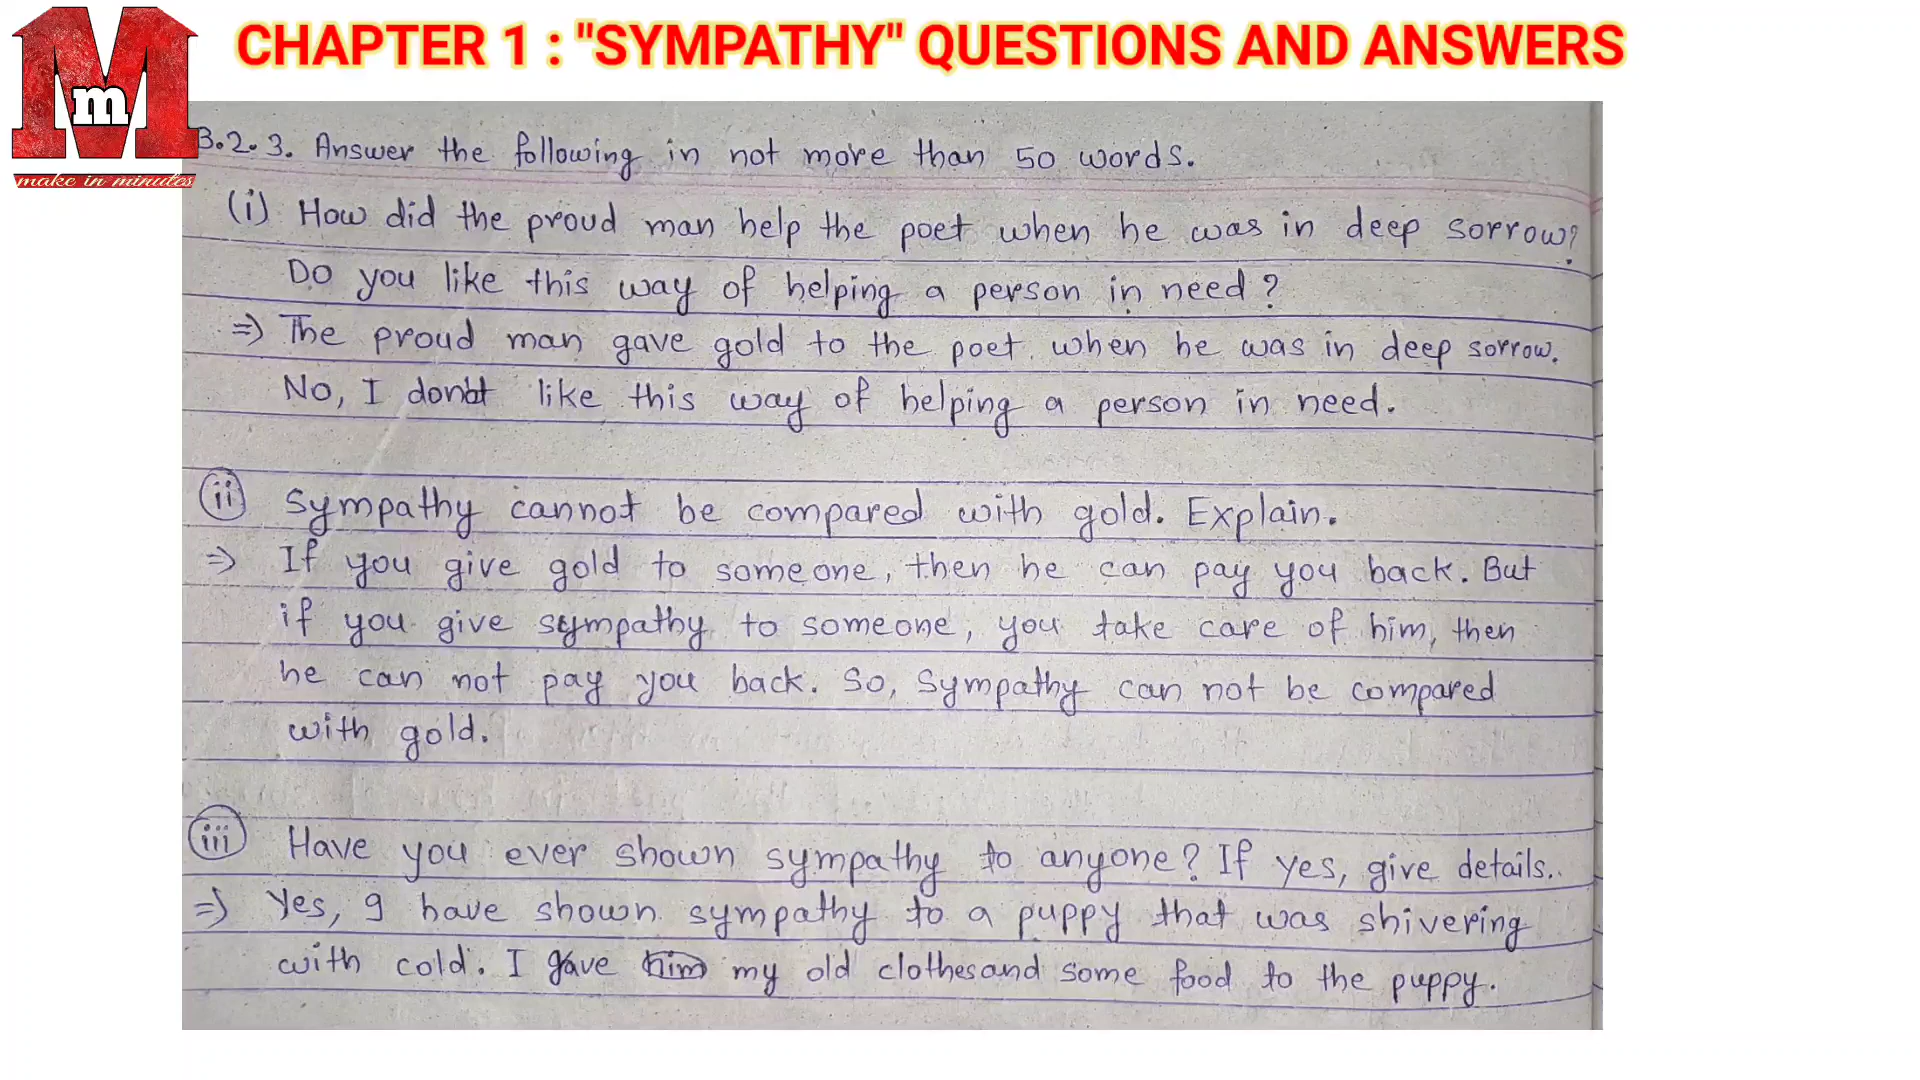 CHAPTER 1 : "SYMPATHY" QUESTIONS AND ANSWERS
M
m
make in minutes
3.2.3. Answer the following in not more than 50 words.
(i) How did the proud man help the poet when he was in deep sorrow?
Do you like this way of helping a person in need?
=> The proud man gave gold to the poet when he was in deep sorrow.
No, I don't like this way of helping a person in need.
(ii) Sympathy cannot be compared with gold. Explain.
=> If you give gold to someone, then he can pay you back. But
if you give sympathy to someone, you take care of him, then
he can not pay you back. So, sympathy can not be compared
with gold.
(iii) Have you ever shown sympathy to anyone? If yes, give details..
=> Yes, I have shown sympathy to a puppy that was shivering
with cold. I gave him my old clothes and some food to the puppy.